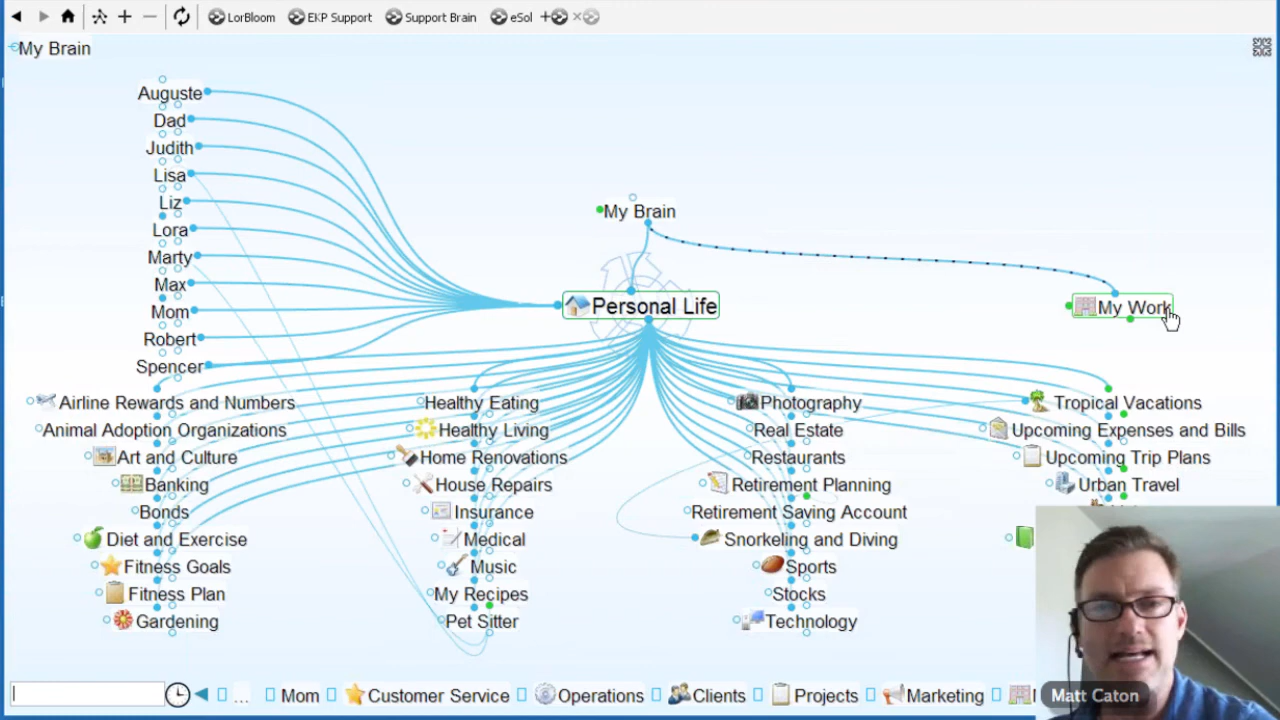 LorBloom EKP Support Support Brain eSol
My Brain
Auguste
Dad
Judith
Lisa
Liz
Lora
Marty
Max
Mom
Robert
Spencer
My Brain
Personal Life
My Work
Airline Rewards and Numbers
Animal Adoption Organizations
Art and Culture
Banking
Bonds
Diet and Exercise
Fitness Goals
Fitness Plan
Gardening
Healthy Eating
Healthy Living
Home Renovations
House Repairs
Insurance
Medical
Music
My Recipes
Pet Sitter
Photography
Real Estate
Restaurants
Retirement Planning
Retirement Saving Account
Snorkeling and Diving
Sports
Stocks
Technology
Tropical Vacations
Upcoming Expenses and Bills
Upcoming Trip Plans
Urban Travel
... Mom Customer Service Operations Clients Projects Marketing
Matt Caton